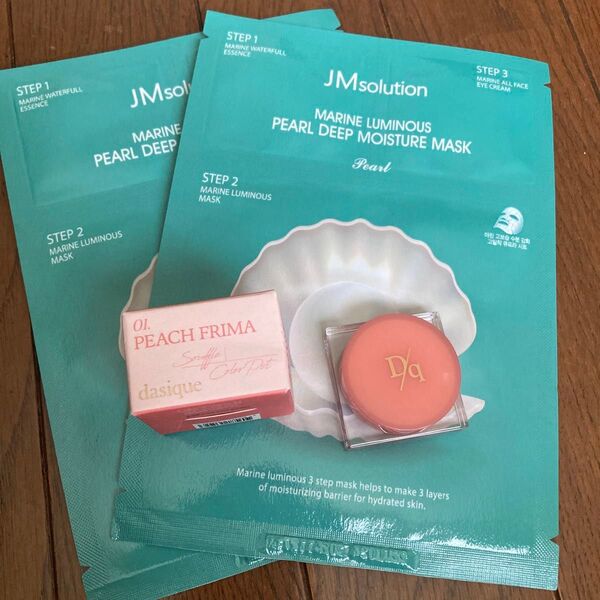 STEP 1
MARINE WATERFULL
ESSENCE
JMsolu
MARINE
PEARL DEEP
STEP 2
MARINE LUMINOUS
MASK
STEP 1
MARINE WATERFULL
ESSENCE
STEP 3
MARINE ALL FACE
EYE CREAM
JMsolution
MARINE LUMINOUS
PEARL DEEP MOISTURE MASK
Pearl
STEP 2
MARINE LUMINOUS
MASK
01.
PEACH FRIMA
Soufflé
Color Pot
dasique
D/q
Marine luminous 3 step mask helps to make 3 layers
of moisturizing barrier for hydrated skin.